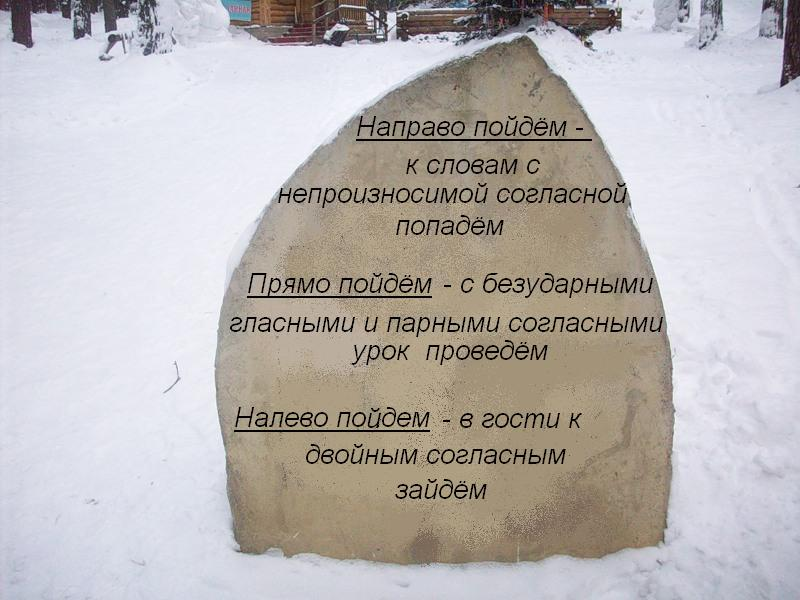 Направо пойдём -
к словам с
непроизносимой согласной
попадём
Прямо пойдём - с безударными
гласными и парными согласными
урок проведём
Налево пойдем - в гости к
двойным согласным
зайдём